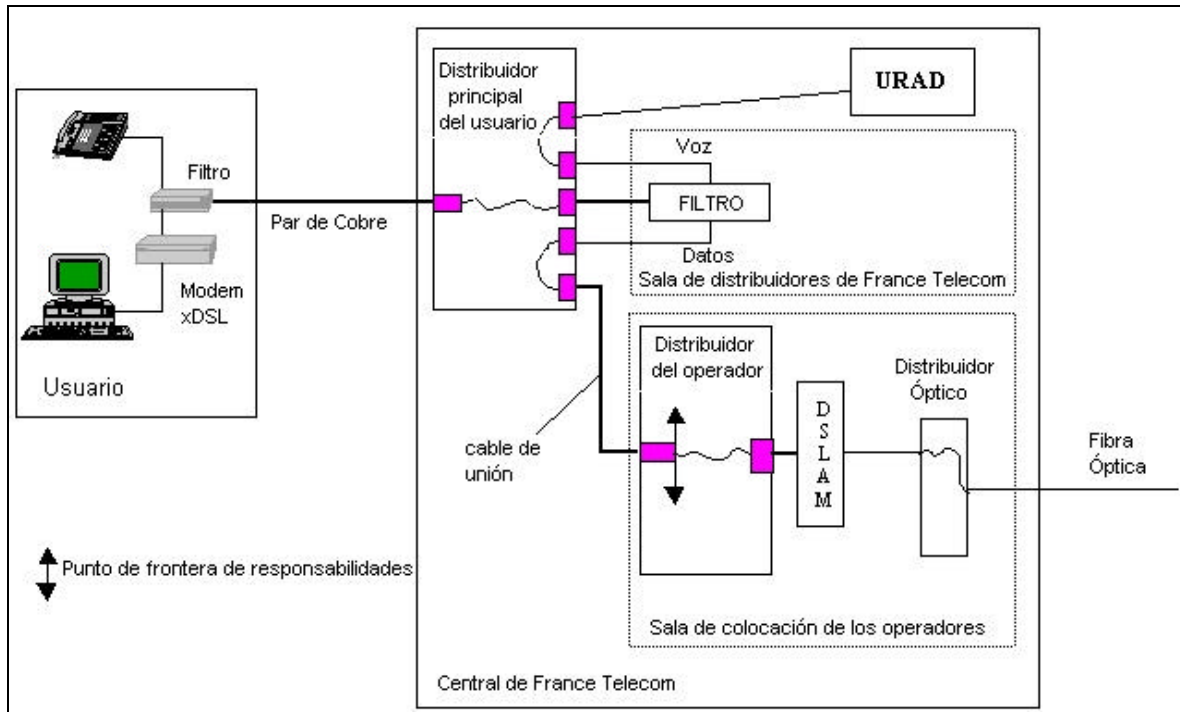 Distribuidor
principal
del usuario
URAD
Voz
FILTRO
Datos
Sala de distribuidores de France Telecom
Filtro
Par de Cobre
Modem
xDSL
Usuario
Distribuidor
del operador
DSLAM
Distribuidor
Óptico
Fibra
Óptica
cable de
unión
Punto de frontera de responsabilidades
Sala de colocación de los operadores
Central de France Telecom